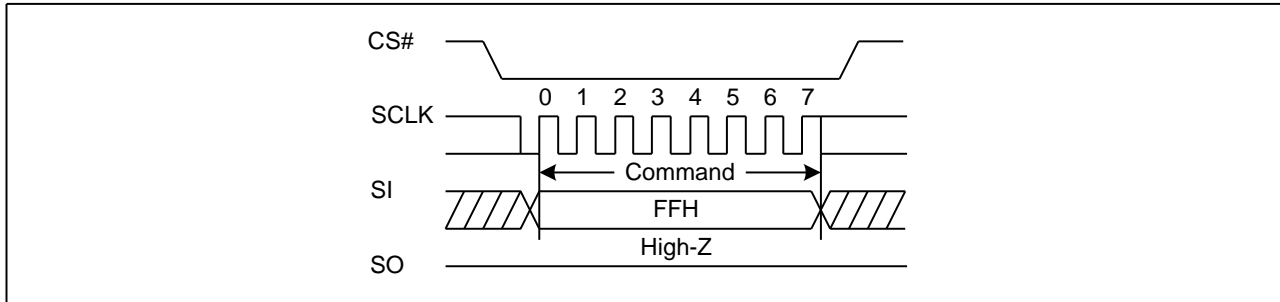 CS#
0 1 2 3 4 5 6 7
SCLK
Command
SI
FFH
High-Z
SO